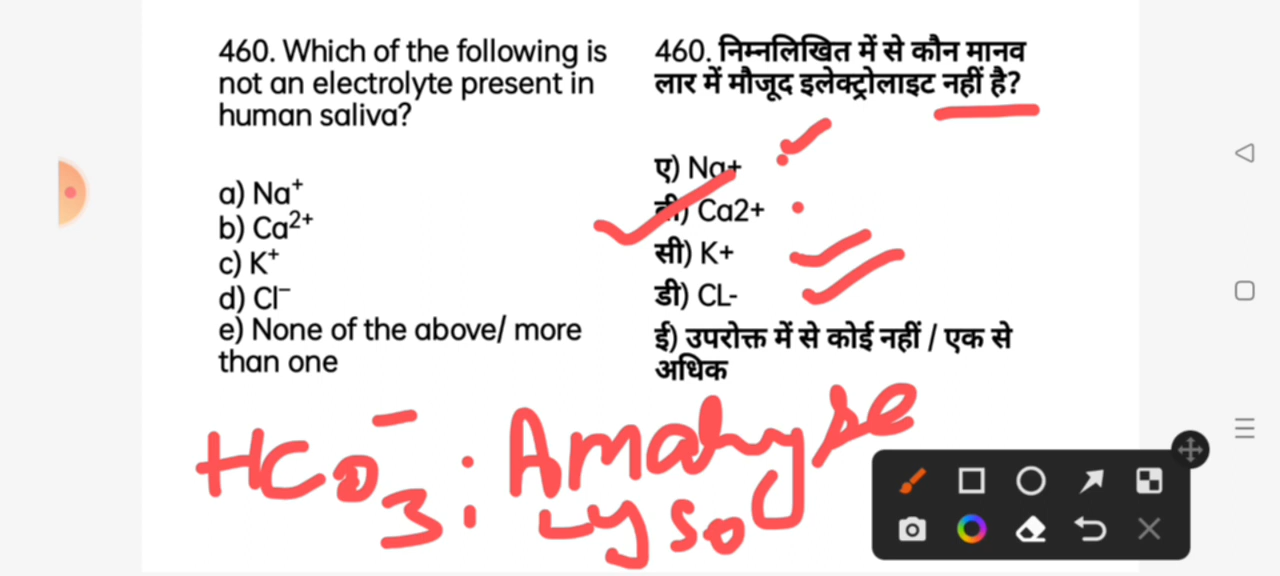 460. Which of the following is
not an electrolyte present in
human saliva?
a) Na⁺
b) Ca²⁺
c) K⁺
d) Cl⁻
e) None of the above/ more
than one
460. निम्नलिखित में से कौन मानव
लार में मौजूद इलेक्ट्रोलाइट नहीं है?
ए) Na+
बी) Ca2+
सी) K+
डी) CL-
ई) उपरोक्त में से कोई नहीं / एक से
अधिक
HCO₃⁻ :
Lyso